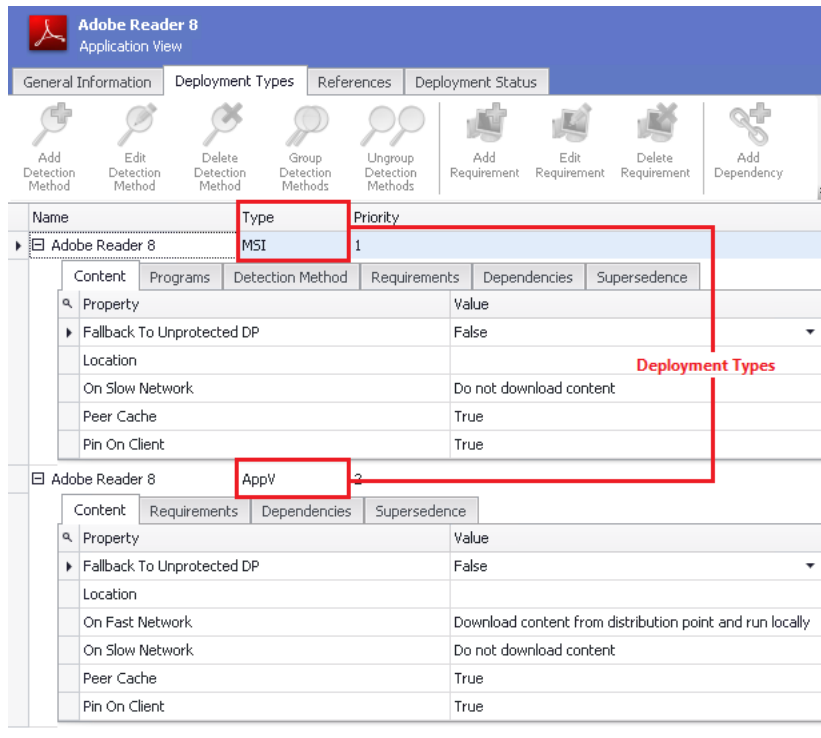 Adobe Reader 8
Application View
General Information Deployment Types References Deployment Status
Add Detection Method
Edit Detection Method
Delete Detection Method
Group Detection Methods
Ungroup Detection Methods
Add Requirement
Edit Requirement
Delete Requirement
Add Dependency
Name Type Priority
Adobe Reader 8 MSI 1
Content Programs Detection Method Requirements Dependencies Supersedence
Property Value
Fallback To Unprotected DP False
Location
Deployment Types
On Slow Network Do not download content
Peer Cache True
Pin On Client True
Adobe Reader 8 AppV 2
Content Requirements Dependencies Supersedence
Property Value
Fallback To Unprotected DP False
Location
On Fast Network Download content from distribution point and run locally
On Slow Network Do not download content
Peer Cache True
Pin On Client True